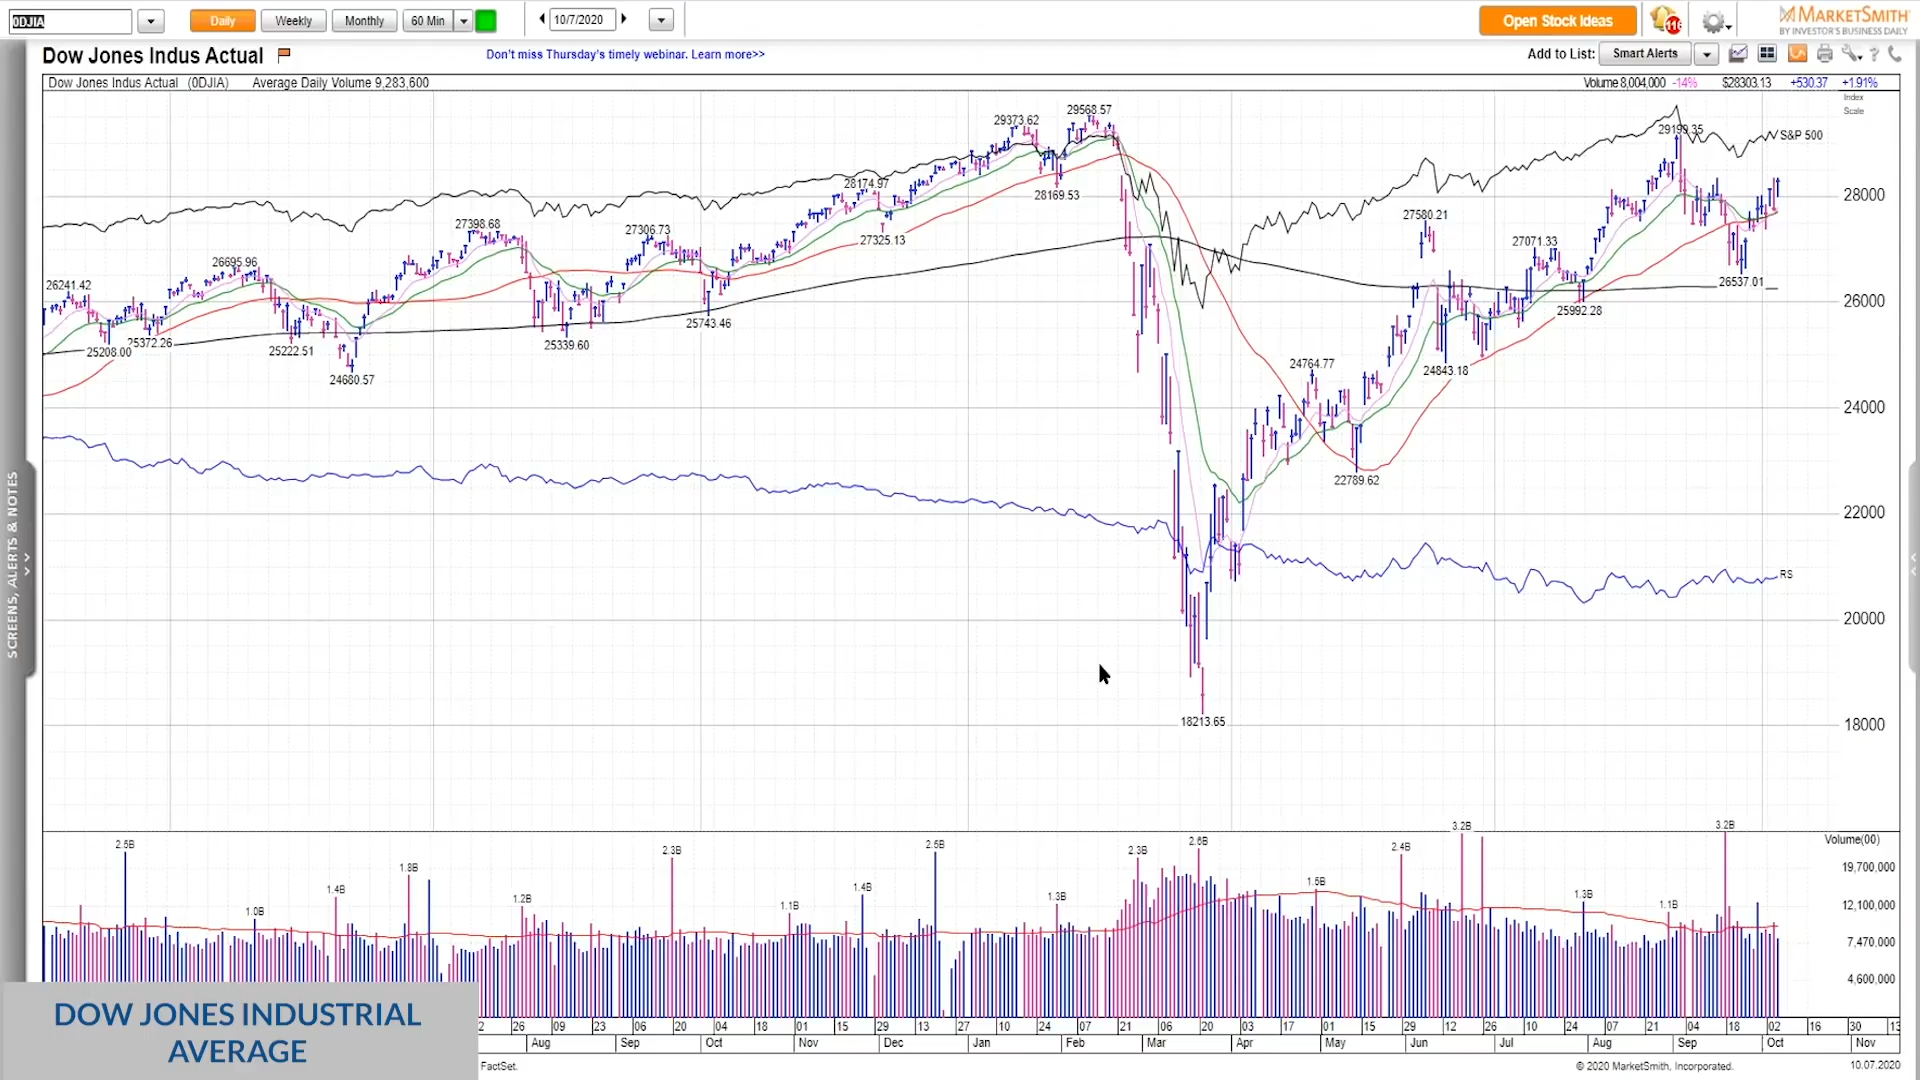 0DJIA
Daily Weekly Monthly 60 Min 10/7/2020 Open Stock Ideas 116 MARKETSMITH
BY INVESTOR'S BUSINESS DAILY
Dow Jones Indus Actual Don't miss Thursday's timely webinar. Learn more>> Add to List: Smart Alerts ?
Dow Jones Indus Actual (0DJIA) Average Daily Volume 9,283,600 Volume 8,004,000 -14% $28303.13 +530.37 +1.91%
Index
Scale
29568.57
29373.62
29199.35
S&P 500
28174.97
28169.53
28000
27580.21
27398.68
27306.73
27325.13
27071.33
26695.96
26241.42
26537.01
26000
25992.28
25743.46
25208.00
25372.26
25222.51
25339.60
24680.57
24764.77
24843.18
24000
22789.62
22000
RS
20000
18213.65
18000
SCREENS, ALERTS & NOTES
3.2B
3.2B
Volume(00)
2.5B 2.3B 2.6B 2.3B 2.6B 2.4B
1.8B 19,700,000
1.4B 1.4B 1.5B
1.2B 1.3B 1.3B
1.0B 1.1B 1.1B
12,100,000
7,470,000
4,600,000
DOW JONES INDUSTRIAL
AVERAGE
2 26 09 23 06 20 04 18 01 15 29 13 27 10 24 07 21 06 20 03 17 01 15 29 12 26 10 24 07 21 04 18 02 16 30 13
Aug Sep Oct Nov Dec Jan Feb Mar Apr May Jun Jul Aug Sep Oct Nov
FactSet. © 2020 MarketSmith, Incorporated. 10.07.2020